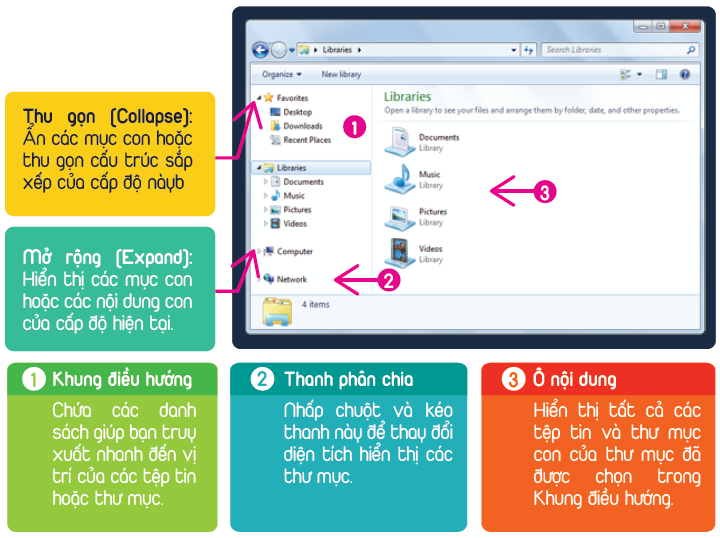 Thu gọn (Collapse):
Ẩn các mục con hoặc
thu gọn cấu trúc sắp
xếp của cấp độ nàyb
Mở rộng (Expand):
Hiển thị các mục con
hoặc các nội dung con
của cấp độ hiện tại.
Libraries
Search Libraries
Organize
New library
Favorites
Desktop
Downloads
Recent Places
1
Libraries
Documents
Music
Pictures
Videos
Computer
Network
2
Libraries
Open a library to see your files and arrange them by folder, date, and other properties.
Documents
Library
Music
Library
3
Pictures
Library
Videos
Library
4 items
1 Khung điều hướng
Chứa các danh
sách giúp bạn truy
xuất nhanh đến vị
trí của các tệp tin
hoặc thư mục.
2 Thanh phân chia
Nhấp chuột và kéo
thanh này để thay đổi
diện tích hiển thị các
thư mục.
3 Ô nội dung
Hiển thị tất cả các
tệp tin và thư mục
con của thư mục đã
được chọn trong
Khung điều hướng.